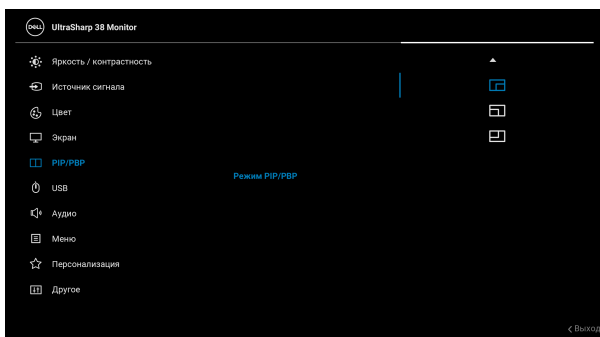 DELL
UltraSharp 38 Monitor
Яркость / контрастность
Источник сигнала
Цвет
Экран
PIP/PBP
Режим PIP/PBP
USB
Аудио
Меню
Персонализация
Другое
Выход